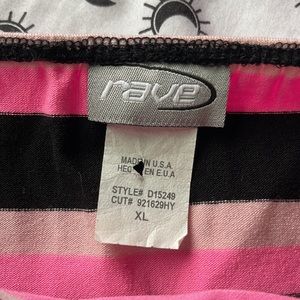 rave
MADE IN U.S.A
HECHO EN E.U.A
STYLE# D15249
CUT# 921629HY
XL